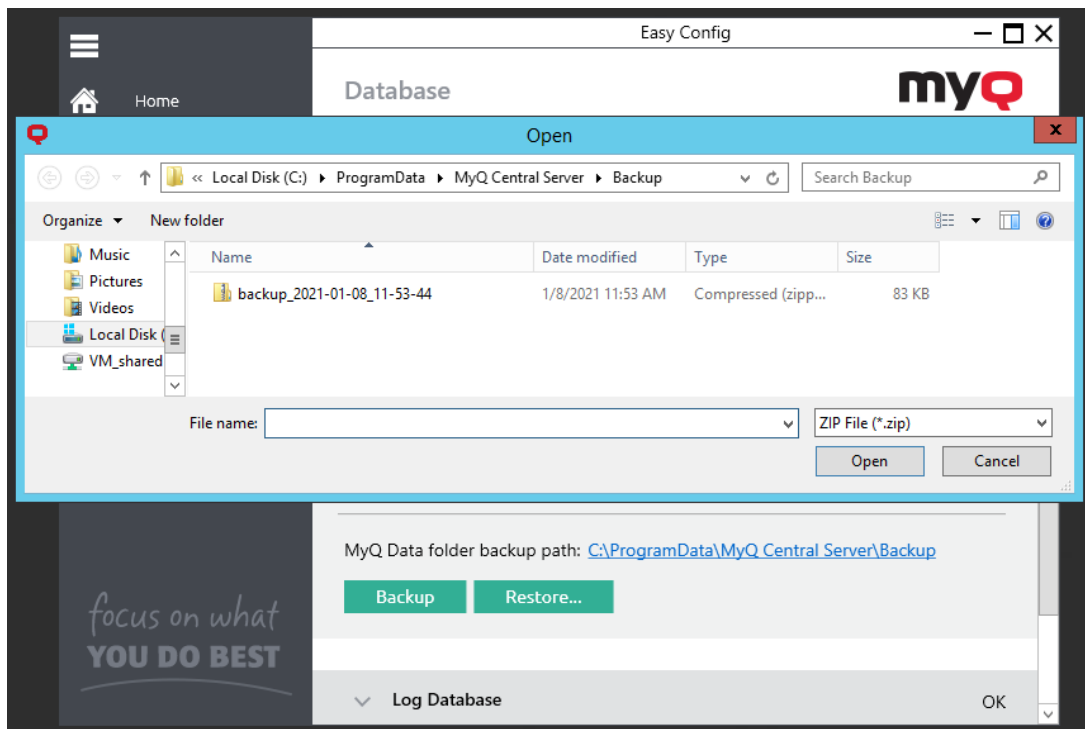 Easy Config
Home
Database
myQ
Open
« Local Disk (C:) ProgramData MyQ Central Server Backup
Search Backup
Organize New folder
Music
Pictures
Videos
Local Disk (
VM_shared
Name Date modified Type Size
backup_2021-01-08_11-53-44 1/8/2021 11:53 AM Compressed (zipp... 83 KB
File name:
ZIP File (*.zip)
Open Cancel
MyQ Data folder backup path: C:\ProgramData\MyQ Central Server\Backup
Backup Restore...
focus on what
YOU DO BEST
Log Database OK